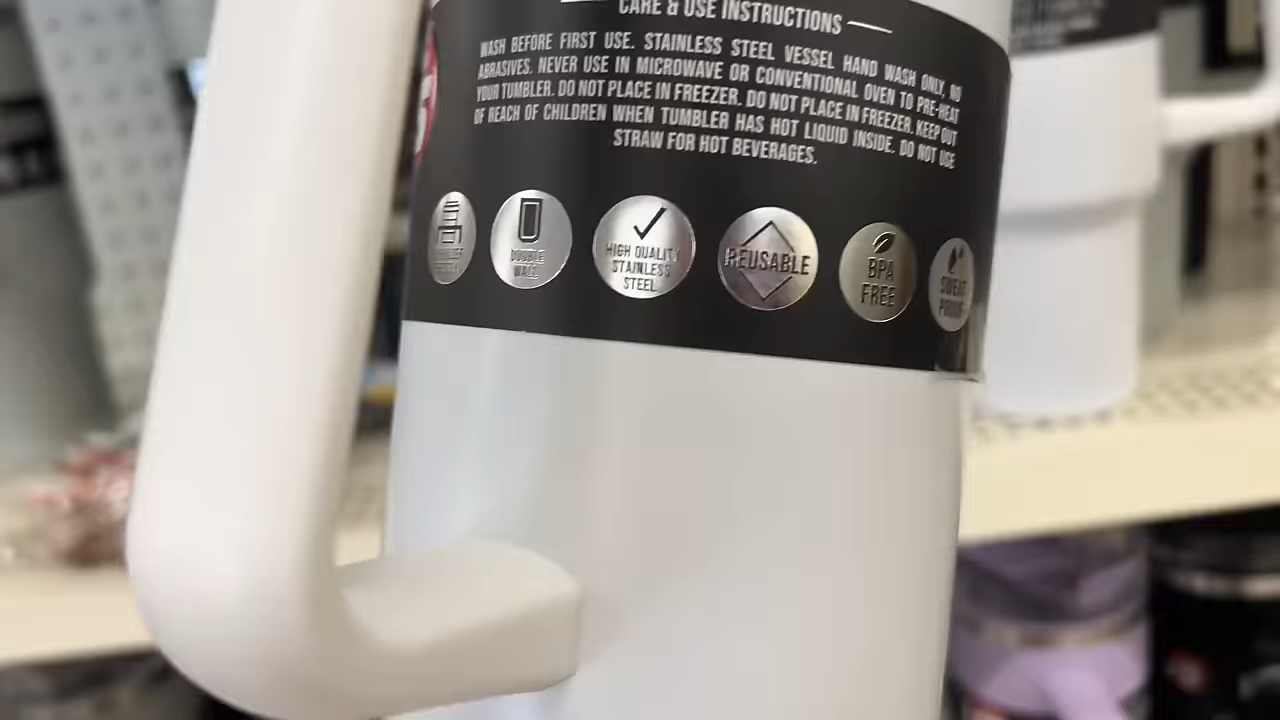 CARE & USE INSTRUCTIONS
WASH BEFORE FIRST USE. STAINLESS STEEL VESSEL HAND WASH ONLY, NO
ABRASIVES. NEVER USE IN MICROWAVE OR CONVENTIONAL OVEN TO PRE-HEAT
YOUR TUMBLER. DO NOT PLACE IN FREEZER. DO NOT PLACE IN FREEZER. KEEP OUT
OF REACH OF CHILDREN WHEN TUMBLER HAS HOT LIQUID INSIDE. DO NOT USE
STRAW FOR HOT BEVERAGES.
DOUBLE
WALL
HIGH QUALITY
STAINLESS
STEEL
REUSABLE
BPA
FREE
SWEAT
PROOF